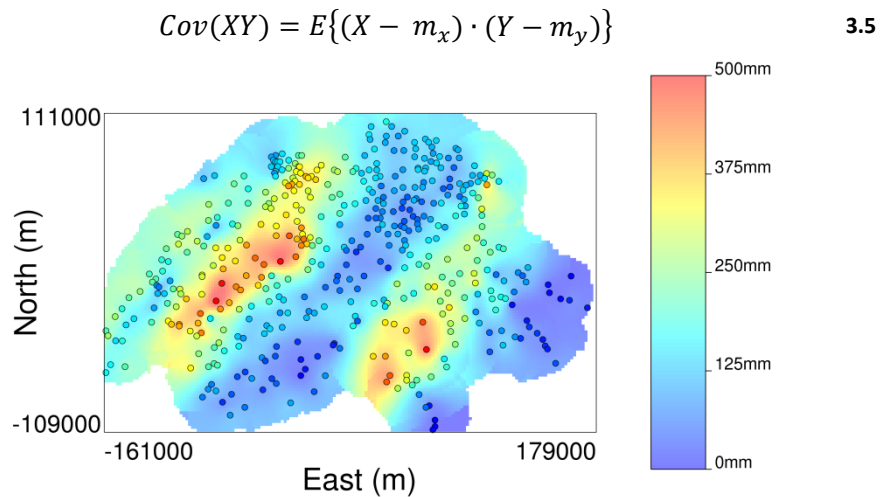 Cov(XY) = E{(X − m_x) · (Y − m_y)}
3.5
500mm
375mm
250mm
125mm
0mm
111000
North (m)
-109000
-161000
179000
East (m)